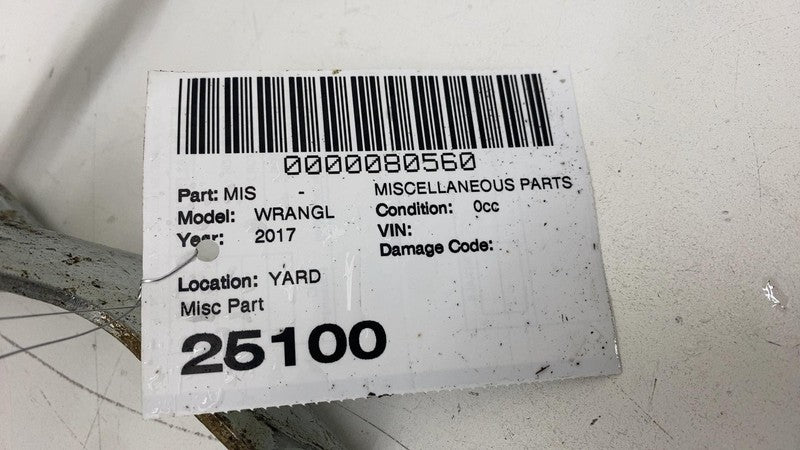 0000080560
Part: MIS - MISCELLANEOUS PARTS
Model: WRANGL Condition: 0cc
Year: 2017 VIN:
Damage Code:
Location: YARD
Misc Part
25100